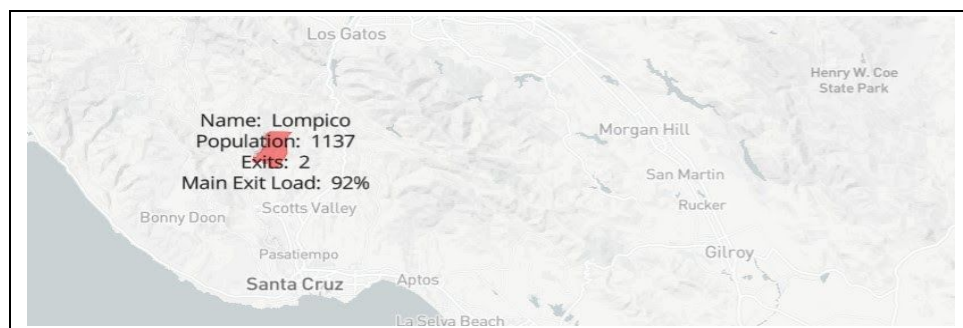 Los Gatos
Henry W. Coe
State Park
Name: Lompico
Population: 1137
Exits: 2
Main Exit Load: 92%
Morgan Hill
San Martin
Rucker
Bonny Doon
Scotts Valley
Pasatiempo
Gilroy
Santa Cruz
Aptos
La Selva Beach